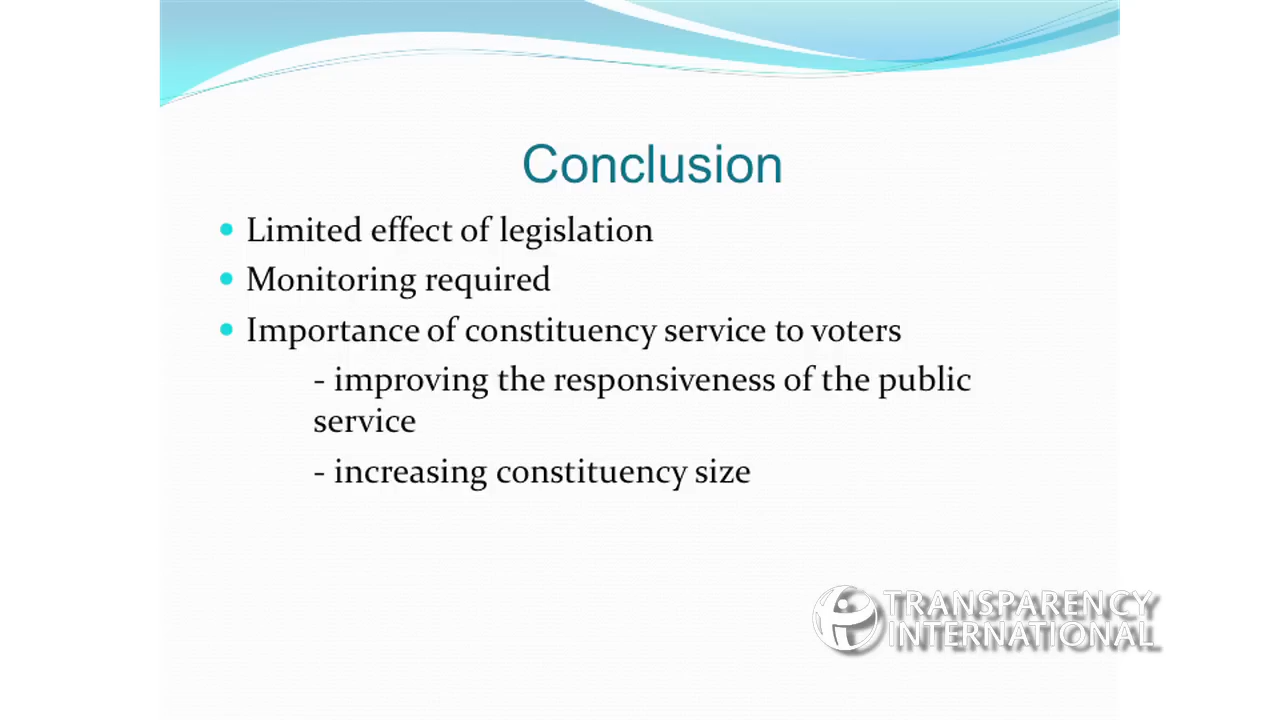 Conclusion
Limited effect of legislation
Monitoring required
Importance of constituency service to voters
- improving the responsiveness of the public
service
- increasing constituency size
TRANSPARENCY
INTERNATIONAL